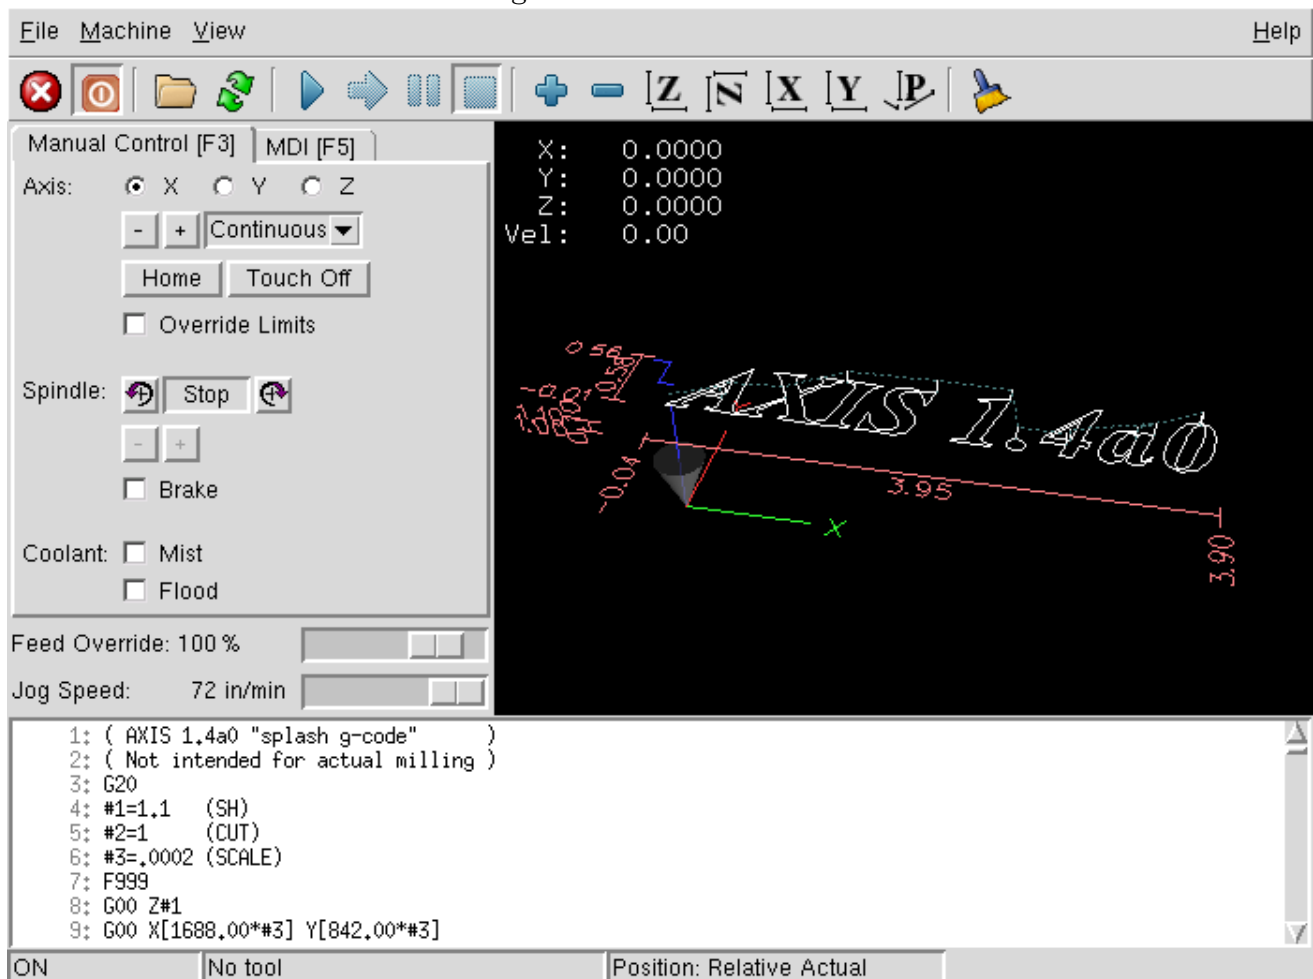 File Machine View Help
Z N X Y P
Manual Control [F3] MDI [F5]
Axis: X Y Z
- + Continuous
Home Touch Off
Override Limits
Spindle: Stop
- +
Brake
Coolant: Mist
Flood
Feed Override: 100 %
Jog Speed: 72 in/min
X: 0.0000
Y: 0.0000
Z: 0.0000
Vel: 0.00
0.56
Z
AXIS 1.4a0
-0.01
-0.04
3.95
X
3.90
1: ( AXIS 1.4a0 "splash g-code" )
2: ( Not intended for actual milling )
3: G20
4: #1=1.1 (SH)
5: #2=1 (CUT)
6: #3=.0002 (SCALE)
7: F999
8: G00 Z#1
9: G00 X[1688.00*#3] Y[842.00*#3]
ON No tool Position: Relative Actual